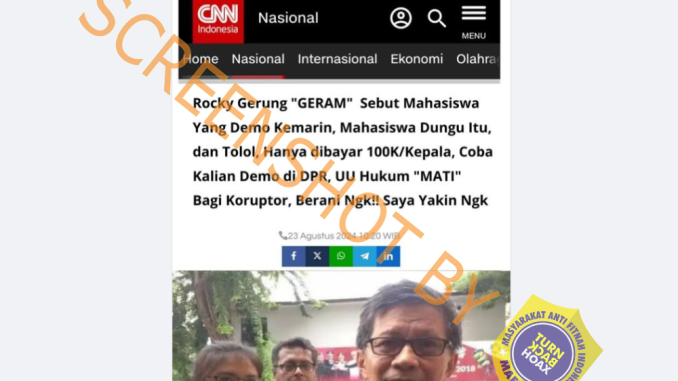 CNN
Indonesia
Nasional
MENU
Home Nasional Internasional Ekonomi Olahra
Rocky Gerung "GERAM" Sebut Mahasiswa
Yang Demo Kemarin, Mahasiswa Dungu Itu,
dan Tolol, Hanya dibayar 100K/Kepala, Coba
Kalian Demo di DPR, UU Hukum "MATI"
Bagi Koruptor, Berani Ngk!! Saya Yakin Ngk
23 Agustus 2024 10:20 WIB
SCREENSHOT BY
MASYARAKAT ANTI FITNAH INDON
TURN
BACK
HOAX
2018